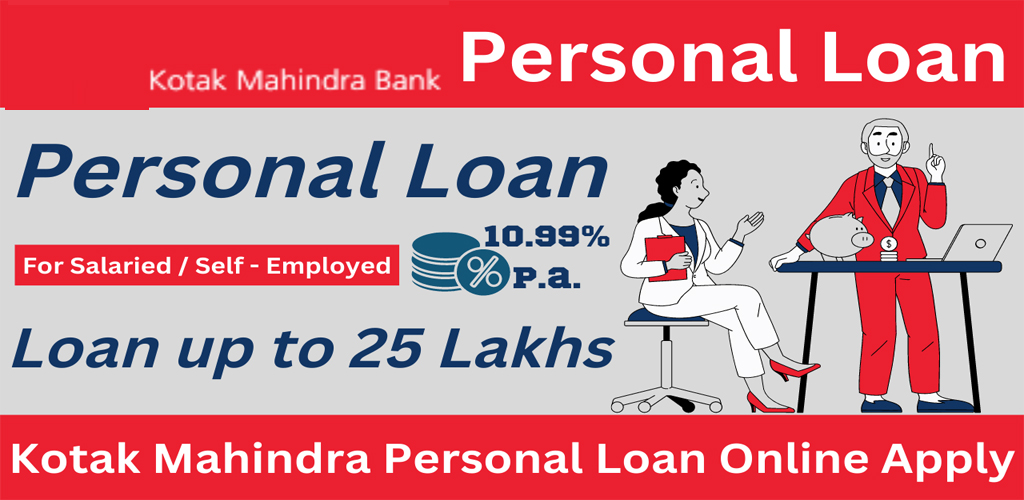 Kotak Mahindra Bank
Personal Loan
Personal Loan
10.99%
For Salaried / Self - Employed
%
P.a.
Loan up to 25 Lakhs
$
Kotak Mahindra Personal Loan Online Apply